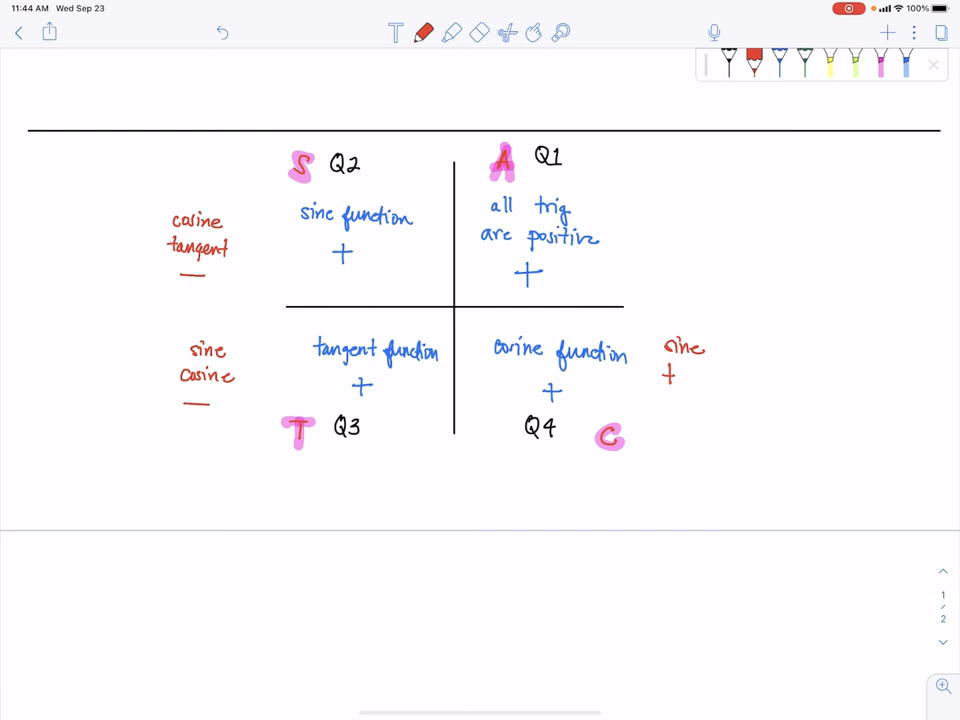 11:44 AM Wed Sep 23
100%
T
S Q2
A Q1
cosine
tangent
—
sine function
+
all trig
are positive
+
sine
cosine
—
tangent function
+
cosine function
+
sine
+
T Q3
Q4 C
1
/
2